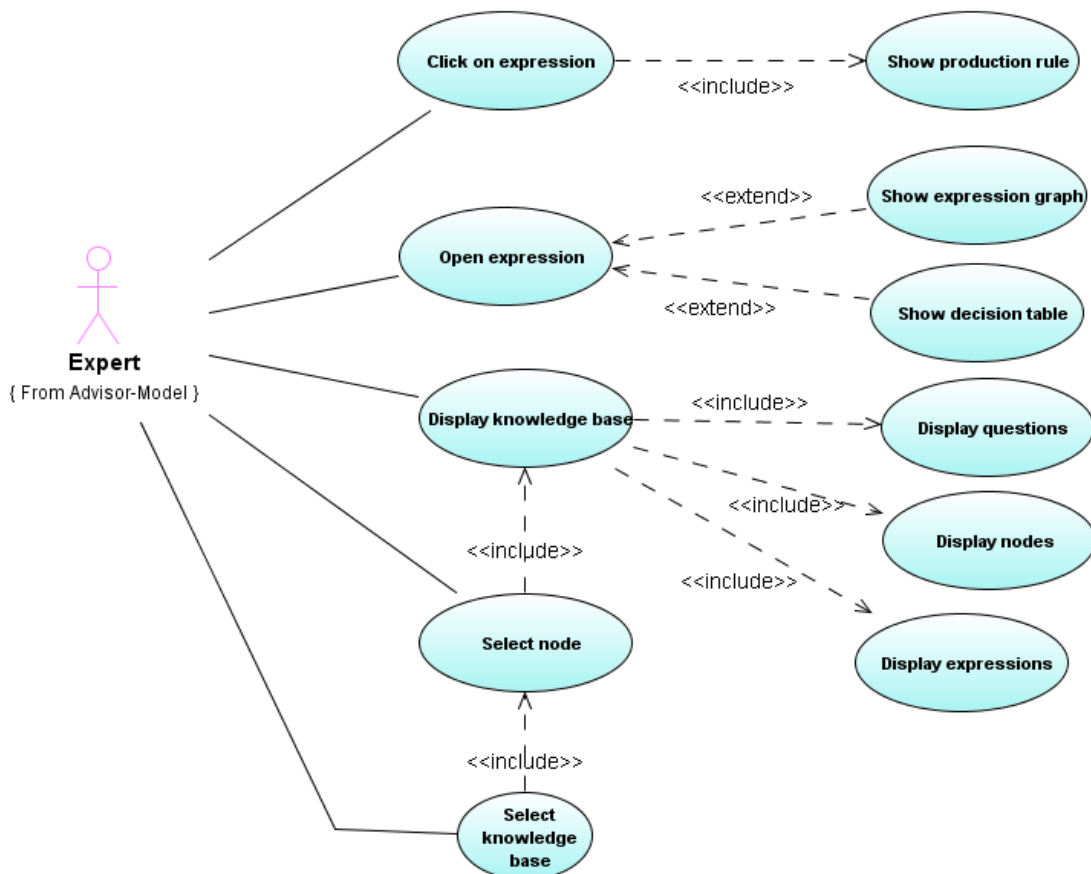 Click on expression
<<include>>
Show production rule
<<extend>>
Show expression graph
Open expression
<<extend>>
Show decision table
Expert
{ From Advisor-Model }
Display knowledge base
<<include>>
Display questions
<<include>>
Display nodes
<<include>>
<<include>>
Display expressions
Select node
<<include>>
Select
knowledge
base